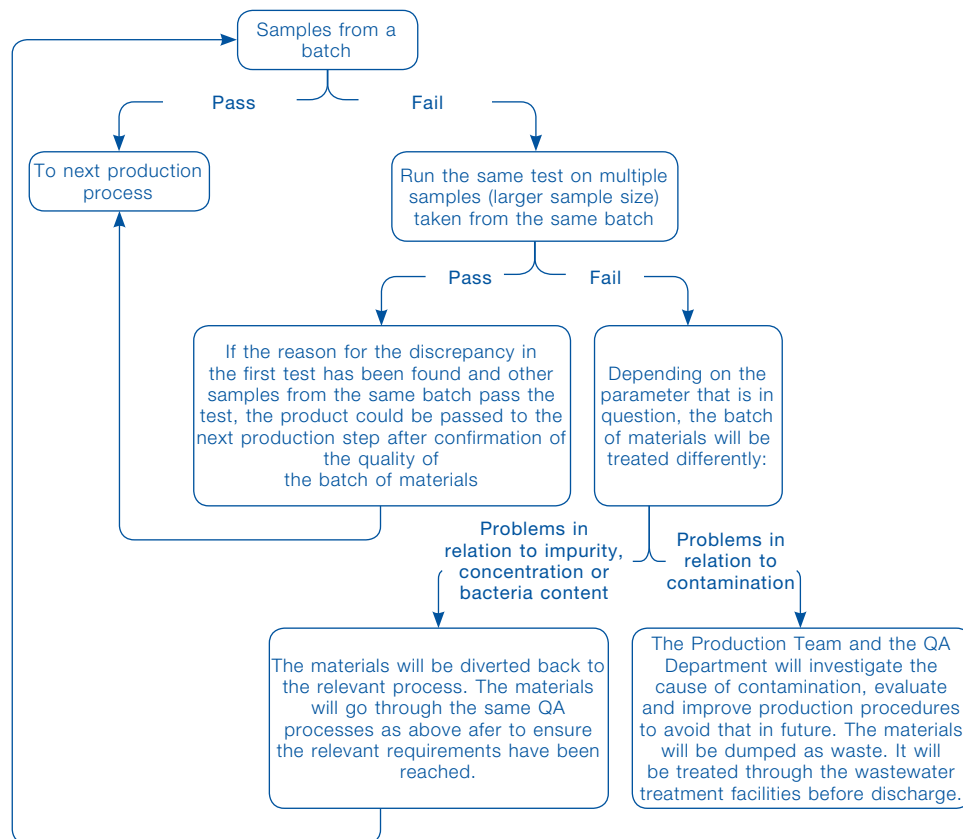 Samples from a
batch
Pass
Fail
To next production
process
Run the same test on multiple
samples (larger sample size)
taken from the same batch
Pass
Fail
If the reason for the discrepancy in
the first test has been found and other
samples from the same batch pass the
test, the product could be passed to the
next production step after confirmation of
the quality of
the batch of materials
Depending on the
parameter that is in
question, the batch
of materials will be
treated differently:
Problems in
relation to impurity,
concentration or
bacteria content
Problems in
relation to
contamination
The materials will be diverted back to
the relevant process. The materials
will go through the same QA
processes as above afer to ensure
the relevant requirements have been
reached.
The Production Team and the QA
Department will investigate the
cause of contamination, evaluate
and improve production procedures
to avoid that in future. The materials
will be dumped as waste. It will
be treated through the wastewater
treatment facilities before discharge.